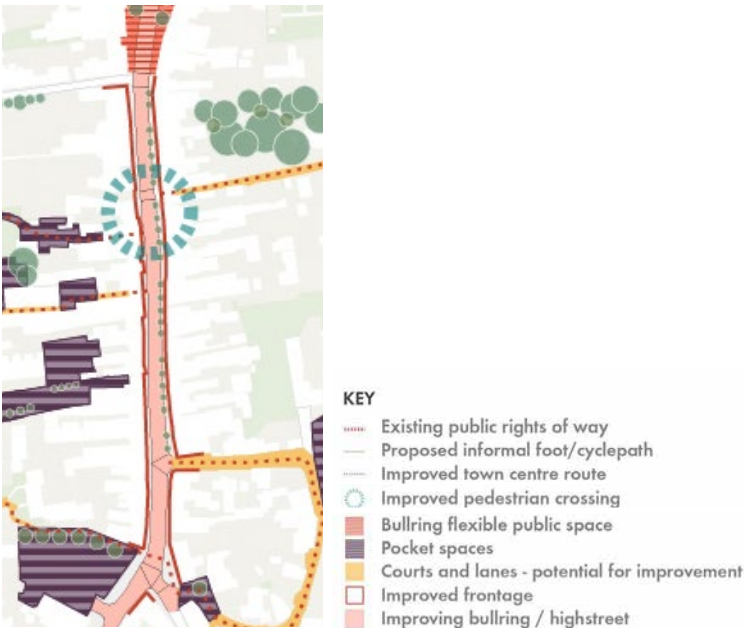 KEY
Existing public rights of way
Proposed informal foot/cyclepath
Improved town centre route
Improved pedestrian crossing
Bullring flexible public space
Pocket spaces
Courts and lanes - potential for improvement
Improved frontage
Improving bullring / highstreet